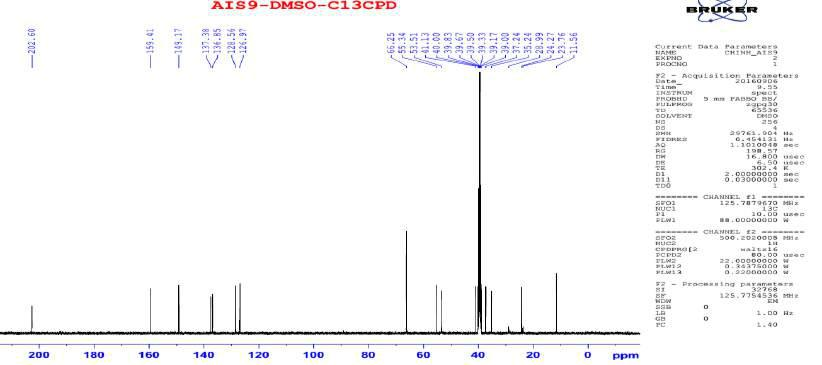 AIS9-DMSO-C13CPD
BRUKER
202.60
159.41
149.17
137.38
136.85
128.56
126.97
66.25
55.34
53.51
41.13
40.00
39.83
39.67
39.50
39.33
39.17
39.00
37.24
35.24
28.99
24.27
23.76
11.56
Current Data Parameters
NAME CHINH_AIS9
EXPNO 2
PROCNO 1
F2 - Acquisition Parameters
Date_ 20160906
Time 9.55
INSTRUM spect
PROBHD 5 mm PABBO BB/
PULPROG zgpg30
TD 65536
SOLVENT DMSO
NS 256
DS 4
SWH 29761.904 Hz
FIDRES 0.454131 Hz
AQ 1.1010048 sec
RG 198.57
DW 16.800 usec
DE 6.50 usec
TE 302.4 K
D1 2.00000000 sec
D11 0.03000000 sec
TD0 1
======== CHANNEL f1 ========
SFO1 125.7879670 MHz
NUC1 13C
P1 10.00 usec
PLW1 88.00000000 W
======== CHANNEL f2 ========
SFO2 500.2020008 MHz
NUC2 1H
CPDPRG[2 waltz16
PCPD2 80.00 usec
PLW2 22.00000000 W
PLW12 0.34375000 W
PLW13 0.22000000 W
F2 - Processing parameters
SI 32768
SF 125.7754536 MHz
WDW EM
SSB 0
LB 1.00 Hz
GB 0
PC 1.40
200 180 160 140 120 100 80 60 40 20 0 ppm